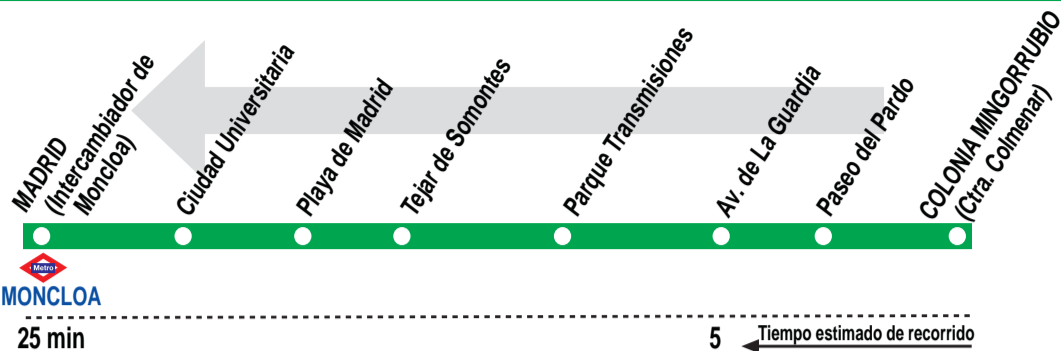 MADRID
(Intercambiador de
Moncloa)
Ciudad Universitaria
Playa de Madrid
Tejar de Somontes
Parque Transmisiones
Av. de La Guardia
Paseo del Pardo
COLONIA MINGORRUBIO
(Ctra. Colmenar)
Metro
MONCLOA
25 min
5
Tiempo estimado de recorrido